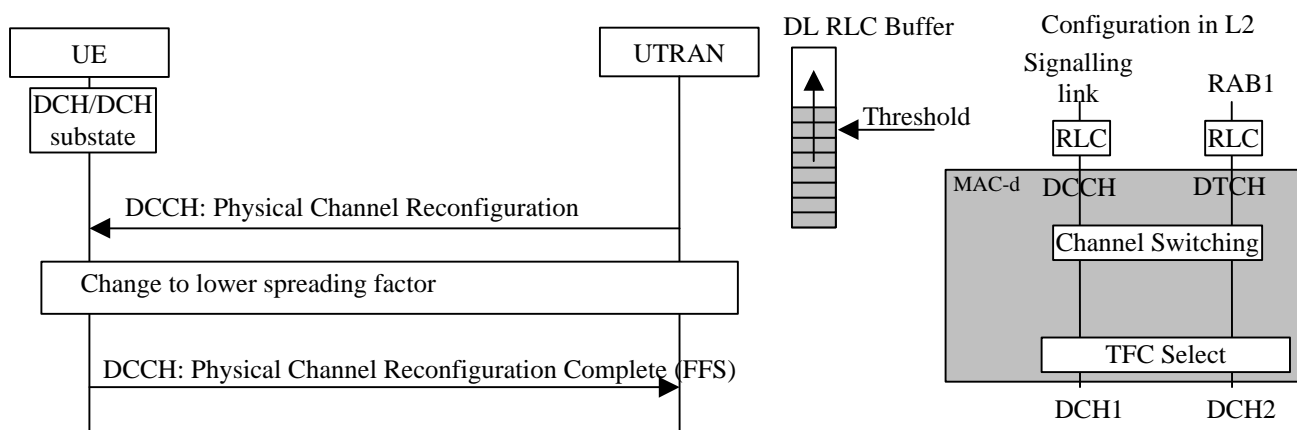 UE
UTRAN
DCH/DCH
substate
DCCH: Physical Channel Reconfiguration
Change to lower spreading factor
DCCH: Physical Channel Reconfiguration Complete (FFS)
DL RLC Buffer
Threshold
Configuration in L2
Signalling
link
RAB1
RLC
RLC
MAC-d
DCCH
DTCH
Channel Switching
TFC Select
DCH1
DCH2